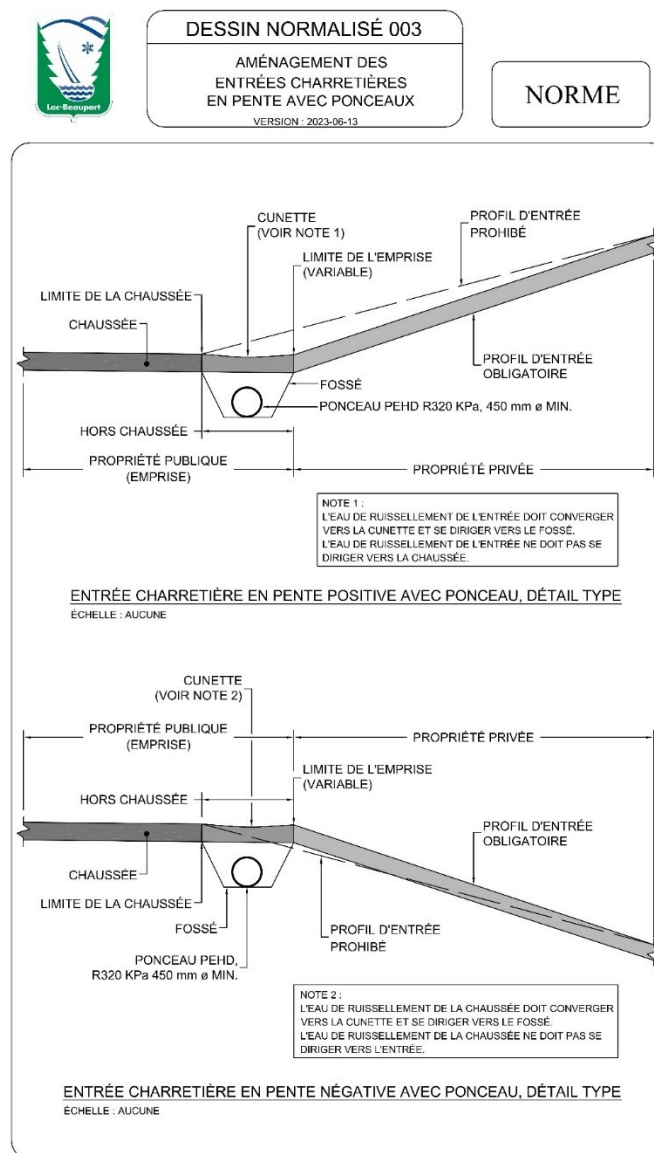 Lac-Beauport
DESSIN NORMALISÉ 003
AMÉNAGEMENT DES
ENTRÉES CHARRETIÈRES
EN PENTE AVEC PONCEAUX
VERSION : 2023-06-13
NORME
CUNETTE
(VOIR NOTE 1)
PROFIL D'ENTRÉE
PROHIBÉ
LIMITE DE L'EMPRISE
(VARIABLE)
LIMITE DE LA CHAUSSÉE
CHAUSSÉE
PROFIL D'ENTRÉE
OBLIGATOIRE
FOSSÉ
PONCEAU PEHD R320 KPa, 450 mm ø MIN.
HORS CHAUSSÉE
PROPRIÉTÉ PUBLIQUE
(EMPRISE)
PROPRIÉTÉ PRIVÉE
NOTE 1 :
L'EAU DE RUISSELLEMENT DE L'ENTRÉE DOIT CONVERGER
VERS LA CUNETTE ET SE DIRIGER VERS LE FOSSÉ.
L'EAU DE RUISSELLEMENT DE L'ENTRÉE NE DOIT PAS SE
DIRIGER VERS LA CHAUSSÉE.
ENTRÉE CHARRETIÈRE EN PENTE POSITIVE AVEC PONCEAU, DÉTAIL TYPE
ÉCHELLE : AUCUNE
CUNETTE
(VOIR NOTE 2)
PROPRIÉTÉ PUBLIQUE
(EMPRISE)
PROPRIÉTÉ PRIVÉE
LIMITE DE L'EMPRISE
(VARIABLE)
HORS CHAUSSÉE
PROFIL D'ENTRÉE
OBLIGATOIRE
CHAUSSÉE
LIMITE DE LA CHAUSSÉE
FOSSÉ
PROFIL D'ENTRÉE
PROHIBÉ
PONCEAU PEHD,
R320 KPa 450 mm ø MIN.
NOTE 2 :
L'EAU DE RUISSELLEMENT DE LA CHAUSSÉE DOIT CONVERGER
VERS LA CUNETTE ET SE DIRIGER VERS LE FOSSÉ.
L'EAU DE RUISSELLEMENT DE LA CHAUSSÉE NE DOIT PAS SE
DIRIGER VERS L'ENTRÉE.
ENTRÉE CHARRETIÈRE EN PENTE NÉGATIVE AVEC PONCEAU, DÉTAIL TYPE
ÉCHELLE : AUCUNE